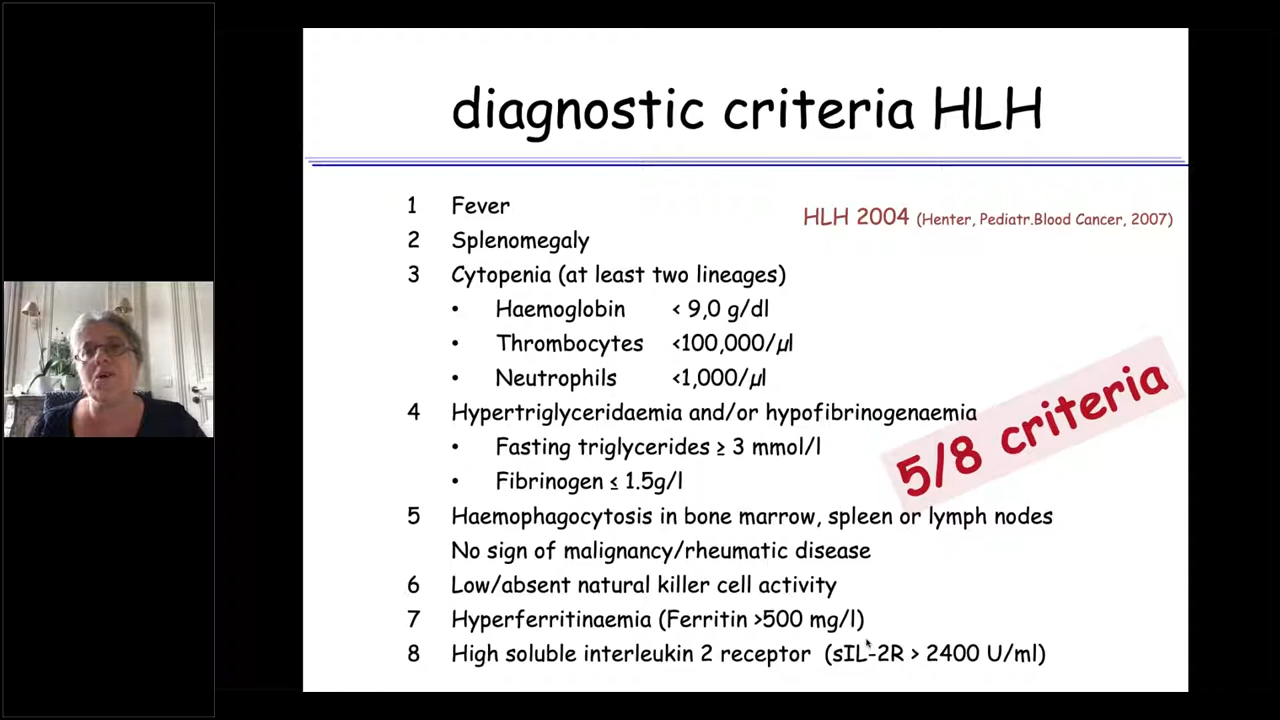 diagnostic criteria HLH
HLH 2004 (Henter, Pediatr.Blood Cancer, 2007)
1 Fever
2 Splenomegaly
3 Cytopenia (at least two lineages)
• Haemoglobin < 9,0 g/dl
• Thrombocytes <100,000/µl
• Neutrophils <1,000/µl
4 Hypertriglyceridaemia and/or hypofibrinogenaemia
• Fasting triglycerides ≥ 3 mmol/l
• Fibrinogen ≤ 1.5g/l
5/8 criteria
5 Haemophagocytosis in bone marrow, spleen or lymph nodes
No sign of malignancy/rheumatic disease
6 Low/absent natural killer cell activity
7 Hyperferritinaemia (Ferritin >500 mg/l)
8 High soluble interleukin 2 receptor (sIL-2R > 2400 U/ml)